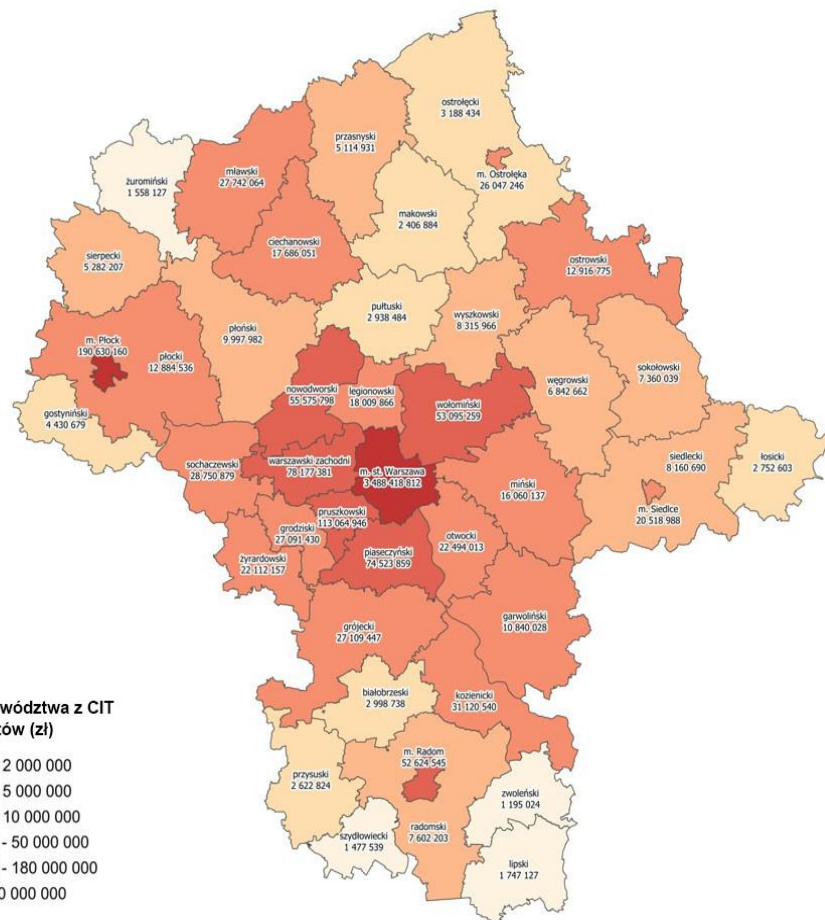 ostrołęcki
3 188 434
przasnyski
5 114 931
m. Ostrołęka
26 047 246
mławski
27 742 064
żuromiński
1 558 127
makowski
2 406 884
ciechanowski
17 686 051
sierpecki
5 282 207
ostrowski
12 916 775
pułtuski
2 938 484
wyszkowski
8 315 966
płoński
9 997 982
m. Płock
190 630 160
płocki
12 884 536
sokołowski
7 360 039
węgrowski
6 842 662
nowodworski
55 575 798
legionowski
18 009 866
wołomiński
53 095 259
gostyniński
4 430 679
siedlecki
8 160 690
łosicki
2 752 603
sochaczewski
28 750 879
warszawski zachodni
78 177 381
m. st. Warszawa
3 488 418 812
miński
16 060 137
m. Siedlce
20 518 988
pruszkowski
113 064 946
grodziski
27 091 430
otwocki
22 494 013
piaseczyński
74 523 859
żyrardowski
22 112 157
garwoliński
10 840 028
grójecki
27 109 447
białobrzeski
2 998 738
kozienicki
31 120 540
m. Radom
52 624 545
przysuski
2 622 824
zwoleński
1 195 024
radomski
7 602 203
szydłowiecki
1 477 539
lipski
1 747 127
wództwa z CIT
tów (zł)
2 000 000
5 000 000
10 000 000
- 50 000 000
- 180 000 000
0 000 000